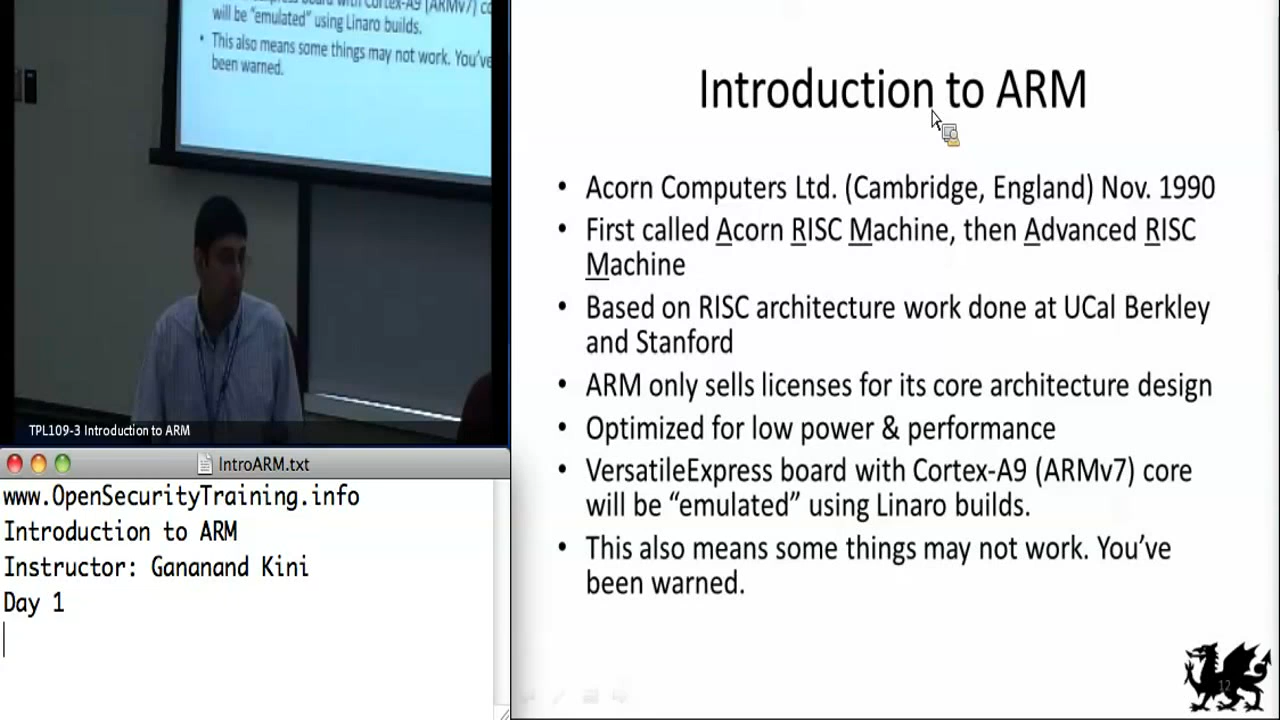 been warned.
will be "emulated" using Linaro builds.
This also means some things may not work. You've
been warned.
TPL109-3 Introduction to ARM
IntroARM.txt
www.OpenSecurityTraining.info
Introduction to ARM
Instructor: Gananand Kini
Day 1
Introduction to ARM
• Acorn Computers Ltd. (Cambridge, England) Nov. 1990
• First called Acorn RISC Machine, then Advanced RISC
Machine
• Based on RISC architecture work done at UCal Berkley
and Stanford
• ARM only sells licenses for its core architecture design
• Optimized for low power & performance
• VersatileExpress board with Cortex-A9 (ARMv7) core
will be "emulated" using Linaro builds.
• This also means some things may not work. You've
been warned.
12